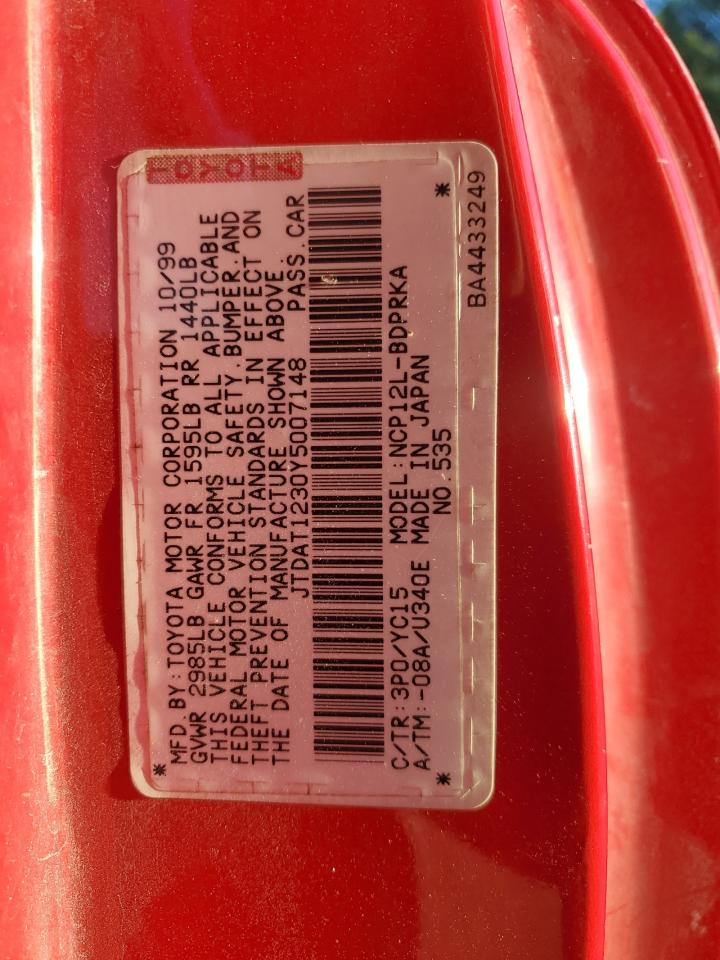 TOYOTA
MFD.BY:TOYOTA MOTOR CORPORATION 10/99
GVWR 2985LB GAWR FR 1595LB RR 1440LB
THIS VEHICLE CONFORMS TO ALL APPLICABLE
FEDERAL MOTOR VEHICLE SAFETY.BUMPER.AND
THEFT PREVENTION STANDARDS IN EFFECT ON
THE DATE OF MANUFACTURE SHOWN ABOVE.
JTDAT1230Y5007148 PASS.CAR
C/TR:3P0/YC15 MODEL:NCP12L-BDPRKA
A/TM:-08A/U340E MADE IN JAPAN
NO.535
BA4433249